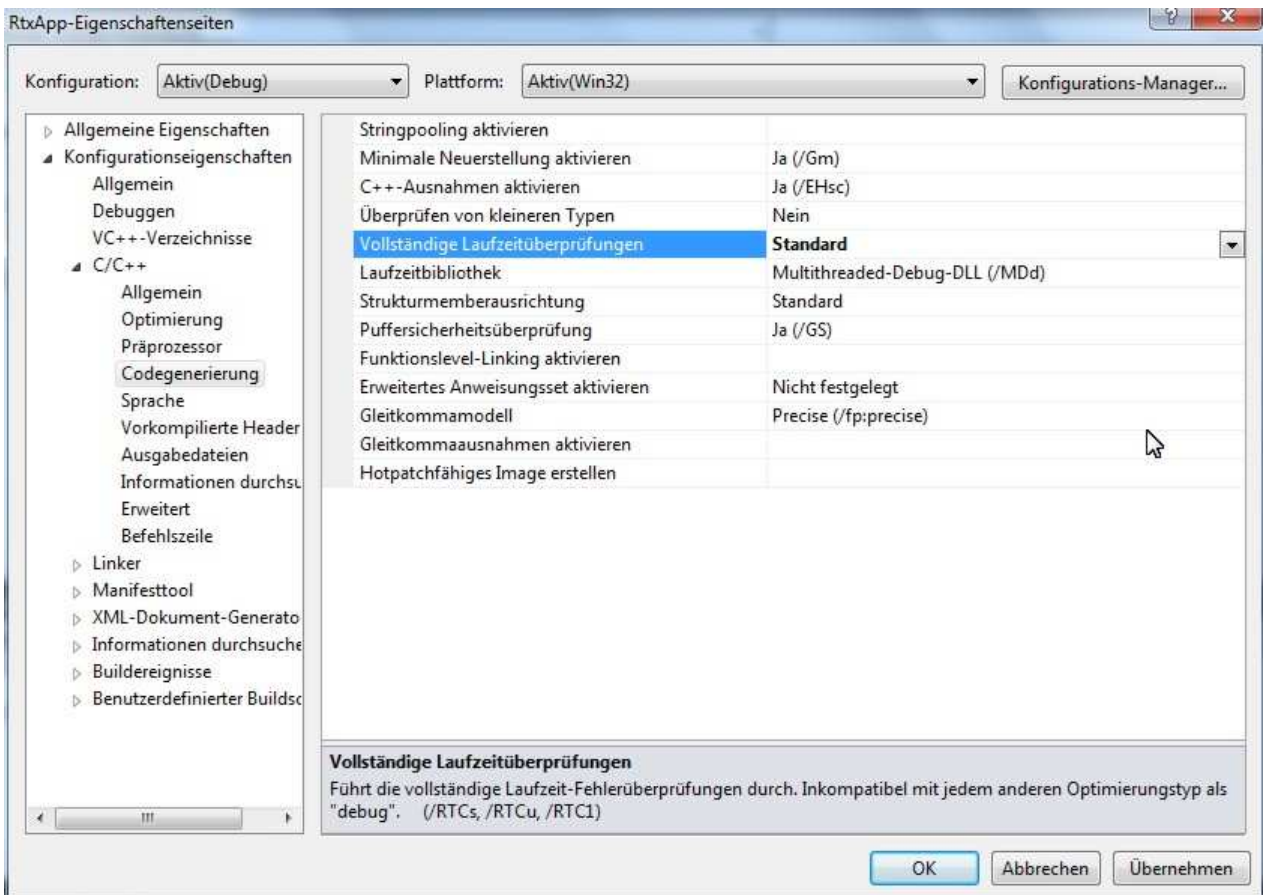 RtxApp-Eigenschaftenseiten
Konfiguration: Aktiv(Debug) Plattform: Aktiv(Win32) Konfigurations-Manager...
Allgemeine Eigenschaften
Konfigurationseigenschaften
Allgemein
Debuggen
VC++-Verzeichnisse
C/C++
Allgemein
Optimierung
Präprozessor
Codegenerierung
Sprache
Vorkompilierte Header
Ausgabedateien
Informationen durchsu
Erweitert
Befehlszeile
Linker
Manifesttool
XML-Dokument-Generato
Informationen durchsuche
Buildereignisse
Benutzerdefinierter Buildsc
Stringpooling aktivieren
Minimale Neuerstellung aktivieren Ja (/Gm)
C++-Ausnahmen aktivieren Ja (/EHsc)
Überprüfen von kleineren Typen Nein
Vollständige Laufzeitüberprüfungen Standard
Laufzeitbibliothek Multithreaded-Debug-DLL (/MDd)
Strukturmemberausrichtung Standard
Puffersicherheitsüberprüfung Ja (/GS)
Funktionslevel-Linking aktivieren
Erweitertes Anweisungsset aktivieren Nicht festgelegt
Gleitkommamodell Precise (/fp:precise)
Gleitkommaausnahmen aktivieren
Hotpatchfähiges Image erstellen
Vollständige Laufzeitüberprüfungen
Führt die vollständige Laufzeit-Fehlerüberprüfungen durch. Inkompatibel mit jedem anderen Optimierungstyp als
"debug". (/RTCs, /RTCu, /RTC1)
OK Abbrechen Übernehmen